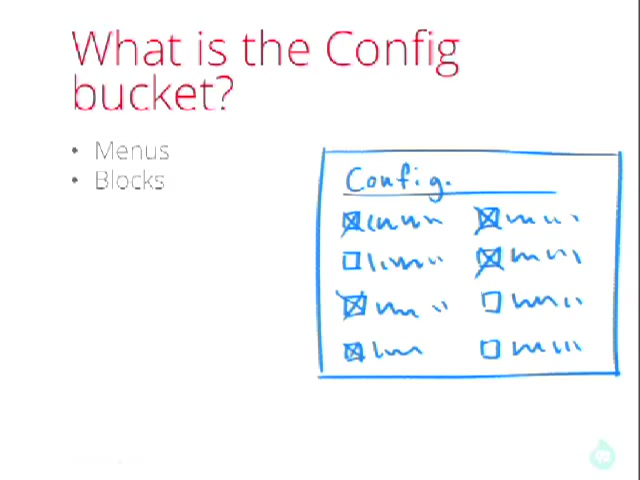 What is the Config
bucket?
• Menus
• Blocks
Config.